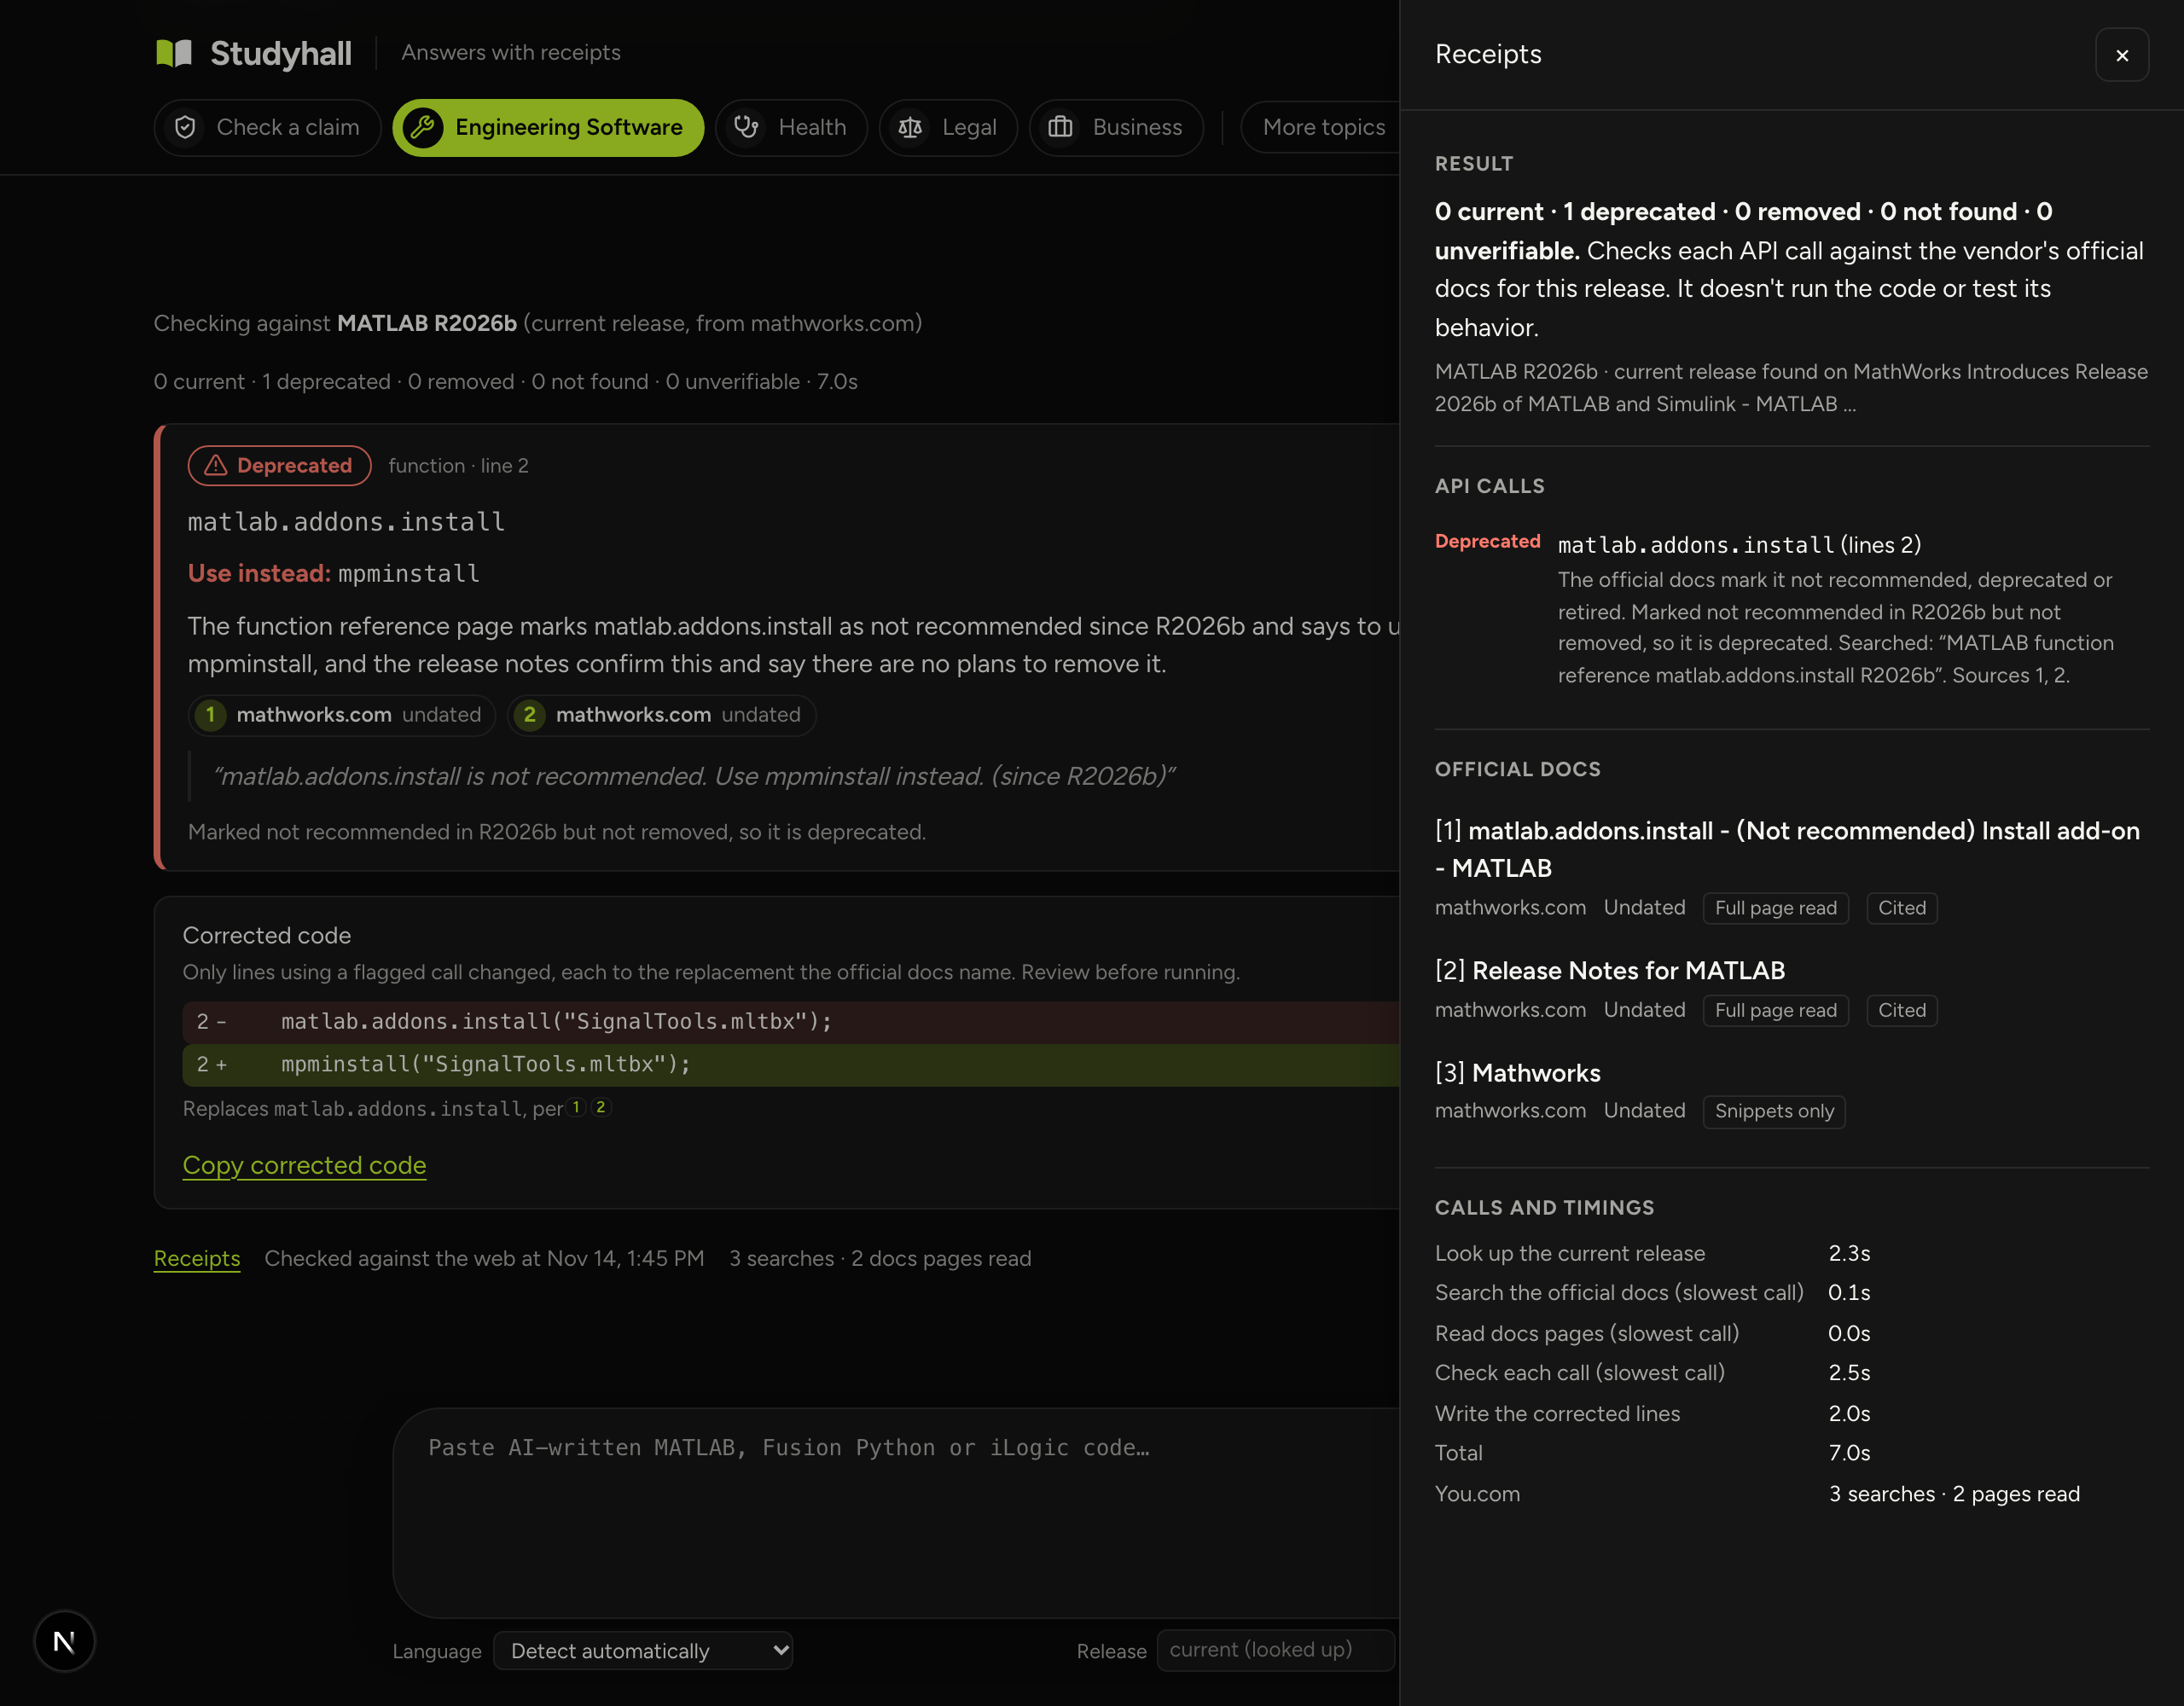 Studyhall
Answers with receipts
Check a claim
Engineering Software
Health
Legal
Business
More topics
Checking against MATLAB R2026b (current release, from mathworks.com)
0 current · 1 deprecated · 0 removed · 0 not found · 0 unverifiable · 7.0s
Deprecated
function · line 2
matlab.addons.install
Use instead: mpminstall
The function reference page marks matlab.addons.install as not recommended since R2026b and says to
mpminstall, and the release notes confirm this and say there are no plans to remove it.
1 mathworks.com undated
2 mathworks.com undated
“matlab.addons.install is not recommended. Use mpminstall instead. (since R2026b)”
Marked not recommended in R2026b but not removed, so it is deprecated.
Corrected code
Only lines using a flagged call changed, each to the replacement the official docs name. Review before running.
2 – matlab.addons.install("SignalTools.mltbx");
2 + mpminstall("SignalTools.mltbx");
Replaces matlab.addons.install, per 1 2
Copy corrected code
Receipts
Checked against the web at Nov 14, 1:45 PM
3 searches · 2 docs pages read
Paste AI-written MATLAB, Fusion Python or iLogic code…
Language
Detect automatically
Release
current (looked up)
N
Receipts
×
RESULT
0 current · 1 deprecated · 0 removed · 0 not found · 0
unverifiable. Checks each API call against the vendor's official
docs for this release. It doesn't run the code or test its
behavior.
MATLAB R2026b · current release found on MathWorks Introduces Release
2026b of MATLAB and Simulink - MATLAB ...
API CALLS
Deprecated
matlab.addons.install (lines 2)
The official docs mark it not recommended, deprecated or
retired. Marked not recommended in R2026b but not
removed, so it is deprecated. Searched: “MATLAB function
reference matlab.addons.install R2026b”. Sources 1, 2.
OFFICIAL DOCS
[1] matlab.addons.install - (Not recommended) Install add-on
- MATLAB
mathworks.com Undated Full page read Cited
[2] Release Notes for MATLAB
mathworks.com Undated Full page read Cited
[3] Mathworks
mathworks.com Undated Snippets only
CALLS AND TIMINGS
Look up the current release 2.3s
Search the official docs (slowest call) 0.1s
Read docs pages (slowest call) 0.0s
Check each call (slowest call) 2.5s
Write the corrected lines 2.0s
Total 7.0s
You.com 3 searches · 2 pages read